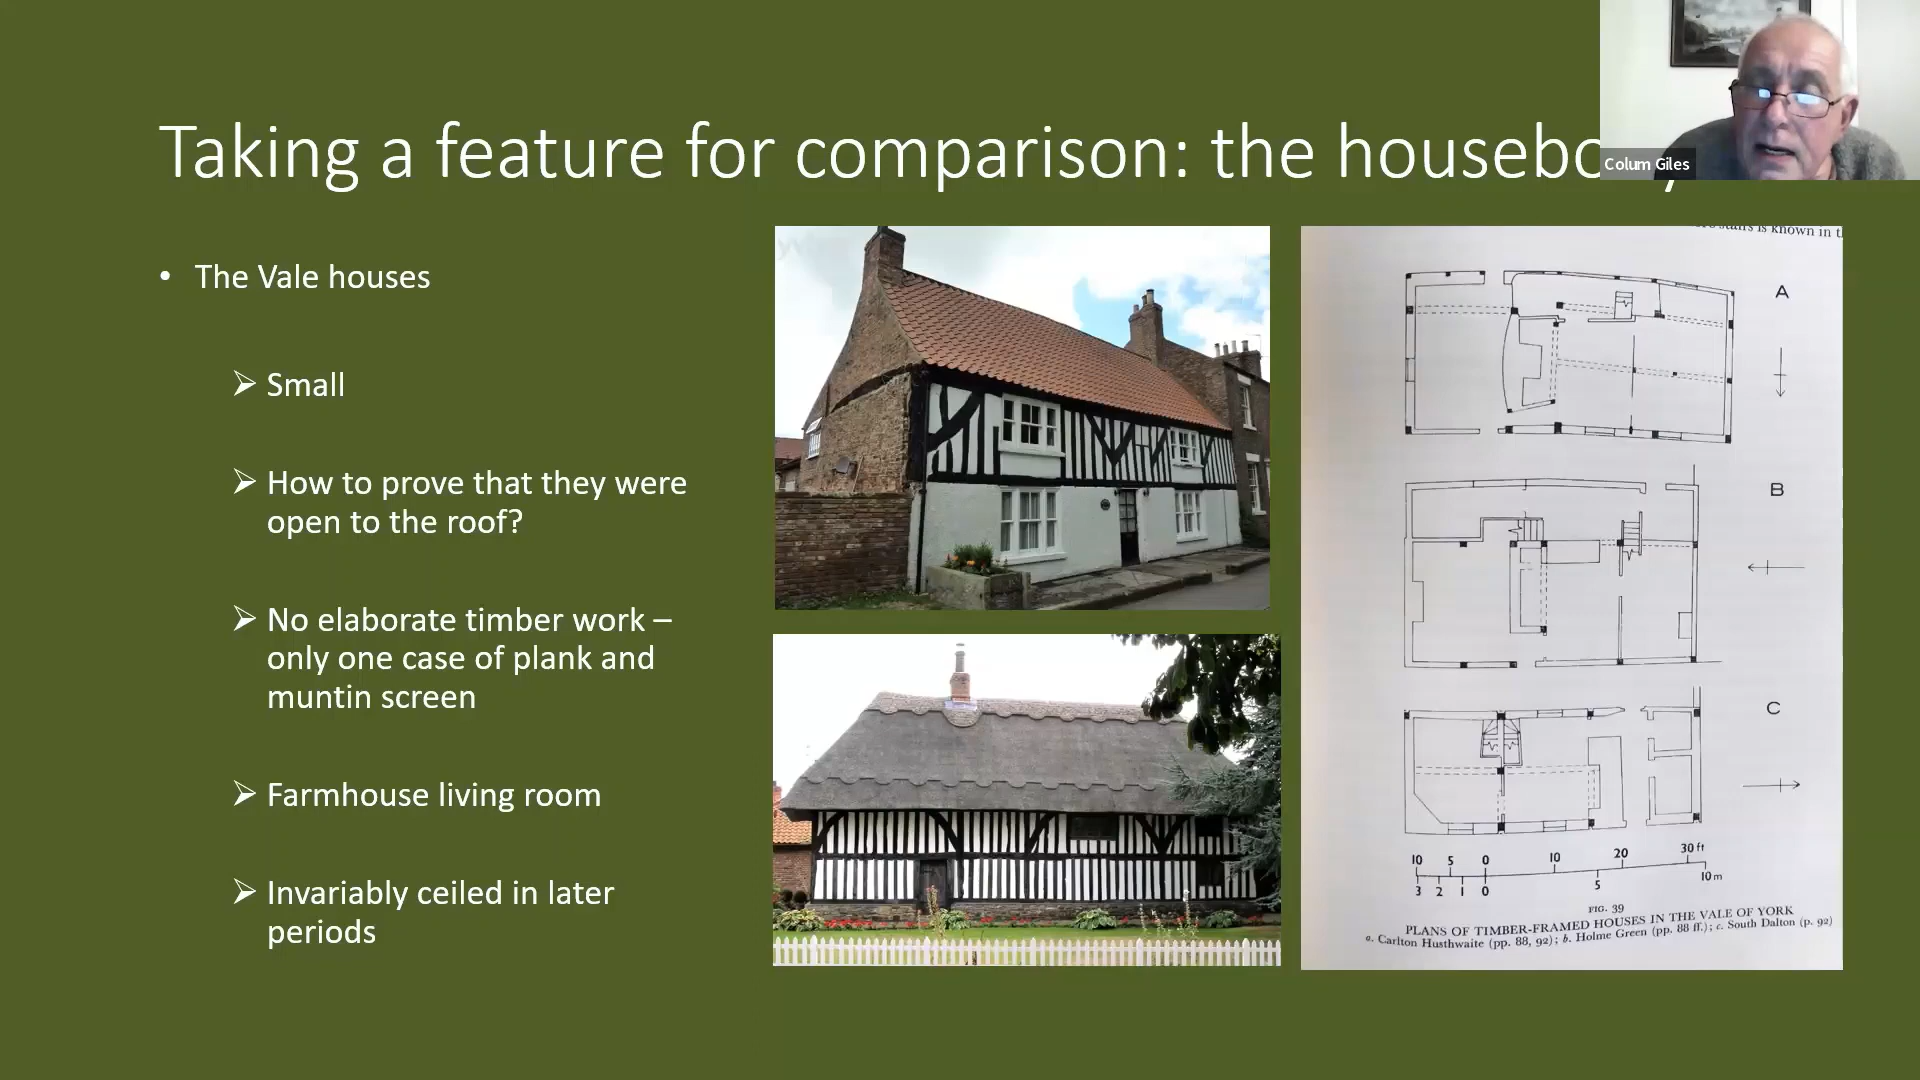 Colum Giles
Taking a feature for comparison: the housebo
• The Vale houses
➢ Small
➢ How to prove that they were
open to the roof?
➢ No elaborate timber work –
only one case of plank and
muntin screen
➢ Farmhouse living room
➢ Invariably ceiled in later
periods
is known in t
A
B
C
10 5 0 10 20 30 ft
3 2 1 0 5 10 m
FIG. 39
PLANS OF TIMBER-FRAMED HOUSES IN THE VALE OF YORK
a. Carlton Husthwaite (pp. 88, 92); b. Holme Green (pp. 88 ff.); c. South Dalton (p. 92)